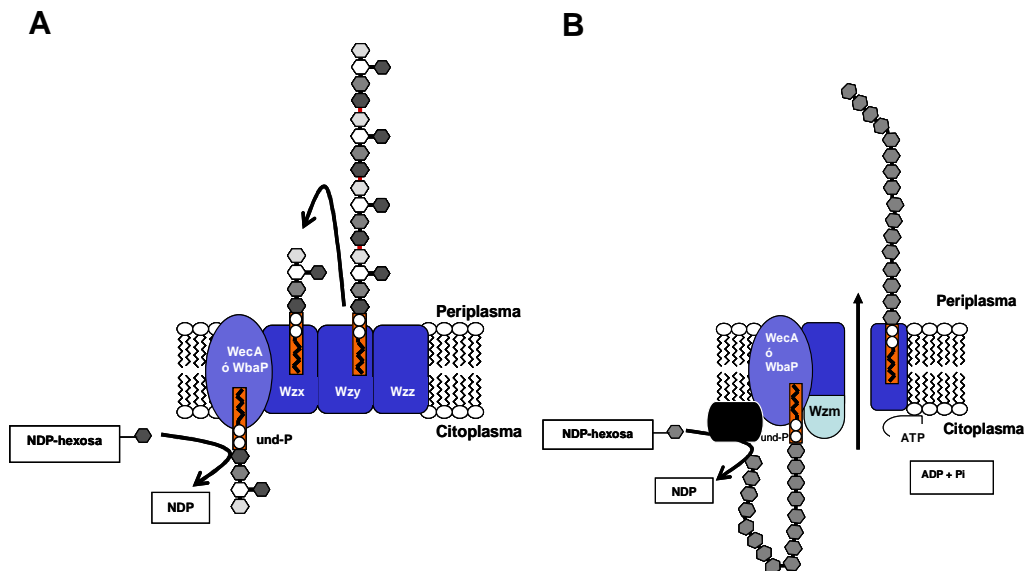 A
Periplasma
WecA
ó WbaP
Wzx
Wzy
Wzz
Citoplasma
und-P
NDP-hexosa
NDP
B
Periplasma
WecA
ó
WbaP
Wzm
Citoplasma
ATP
und-P
NDP-hexosa
NDP
ADP + Pi